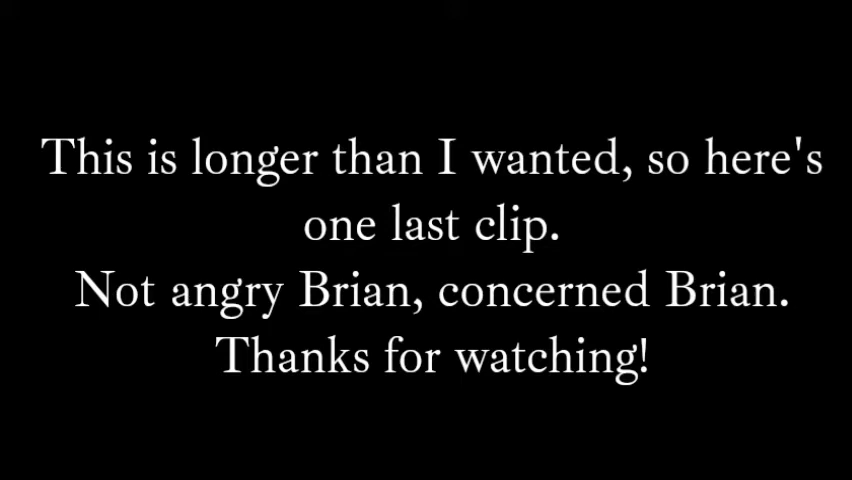 This is longer than I wanted, so here's
one last clip.
Not angry Brian, concerned Brian.
Thanks for watching!